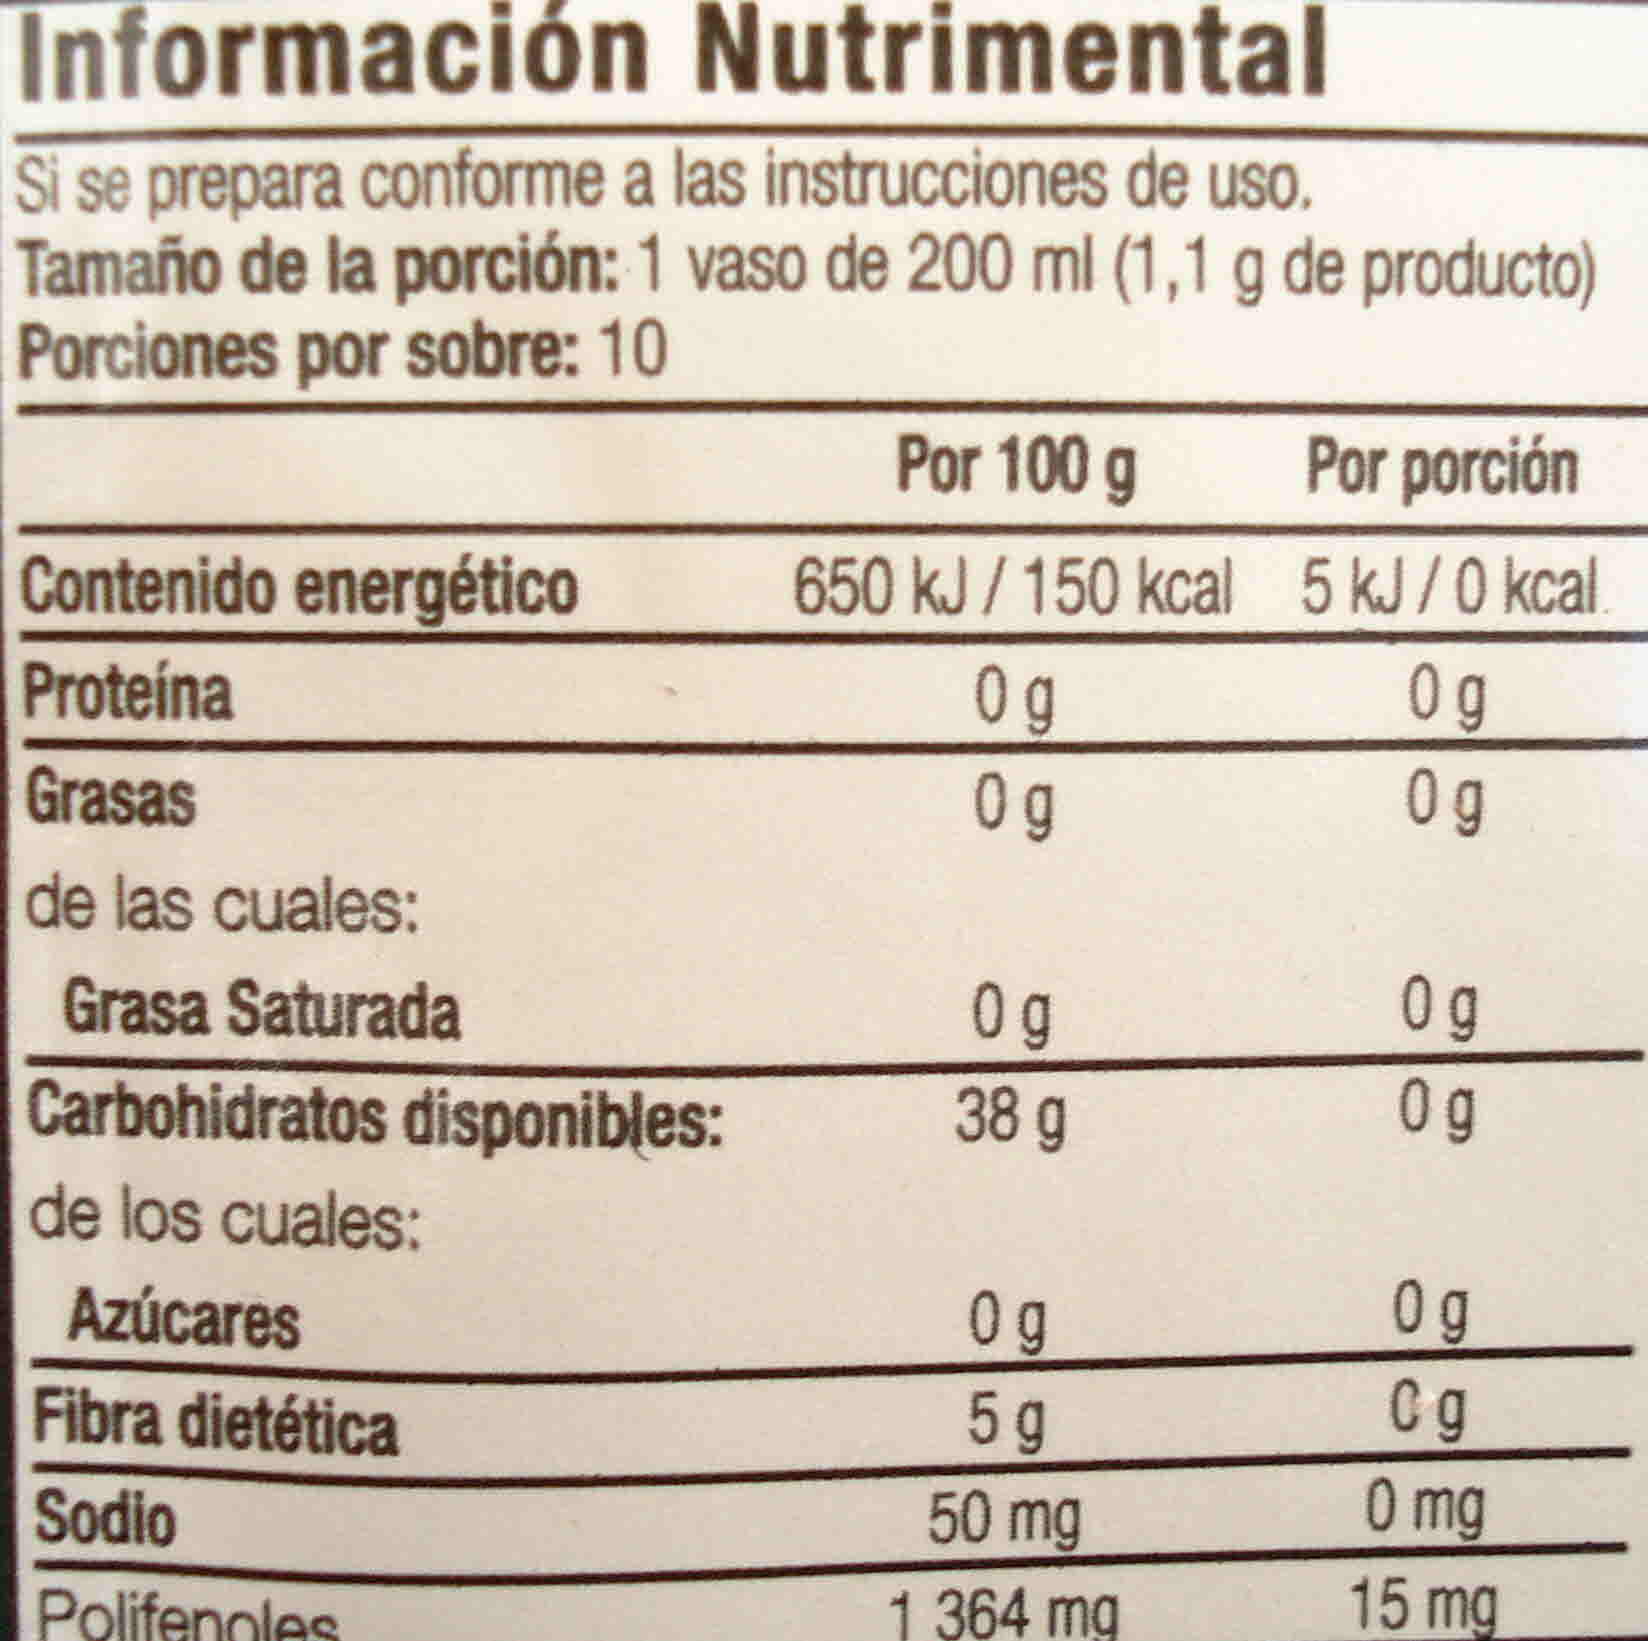 Información Nutrimental
Si se prepara conforme a las instrucciones de uso.
Tamaño de la porción: 1 vaso de 200 ml (1,1 g de producto)
Porciones por sobre: 10
Por 100 g Por porción
Contenido energético 650 kJ / 150 kcal 5 kJ / 0 kcal
Proteína 0 g 0 g
Grasas 0 g 0 g
de las cuales:
Grasa Saturada 0 g 0 g
Carbohidratos disponibles: 38 g 0 g
de los cuales:
Azúcares 0 g 0 g
Fibra dietética 5 g 0 g
Sodio 50 mg 0 mg
Polifenoles 1 364 mg 15 mg